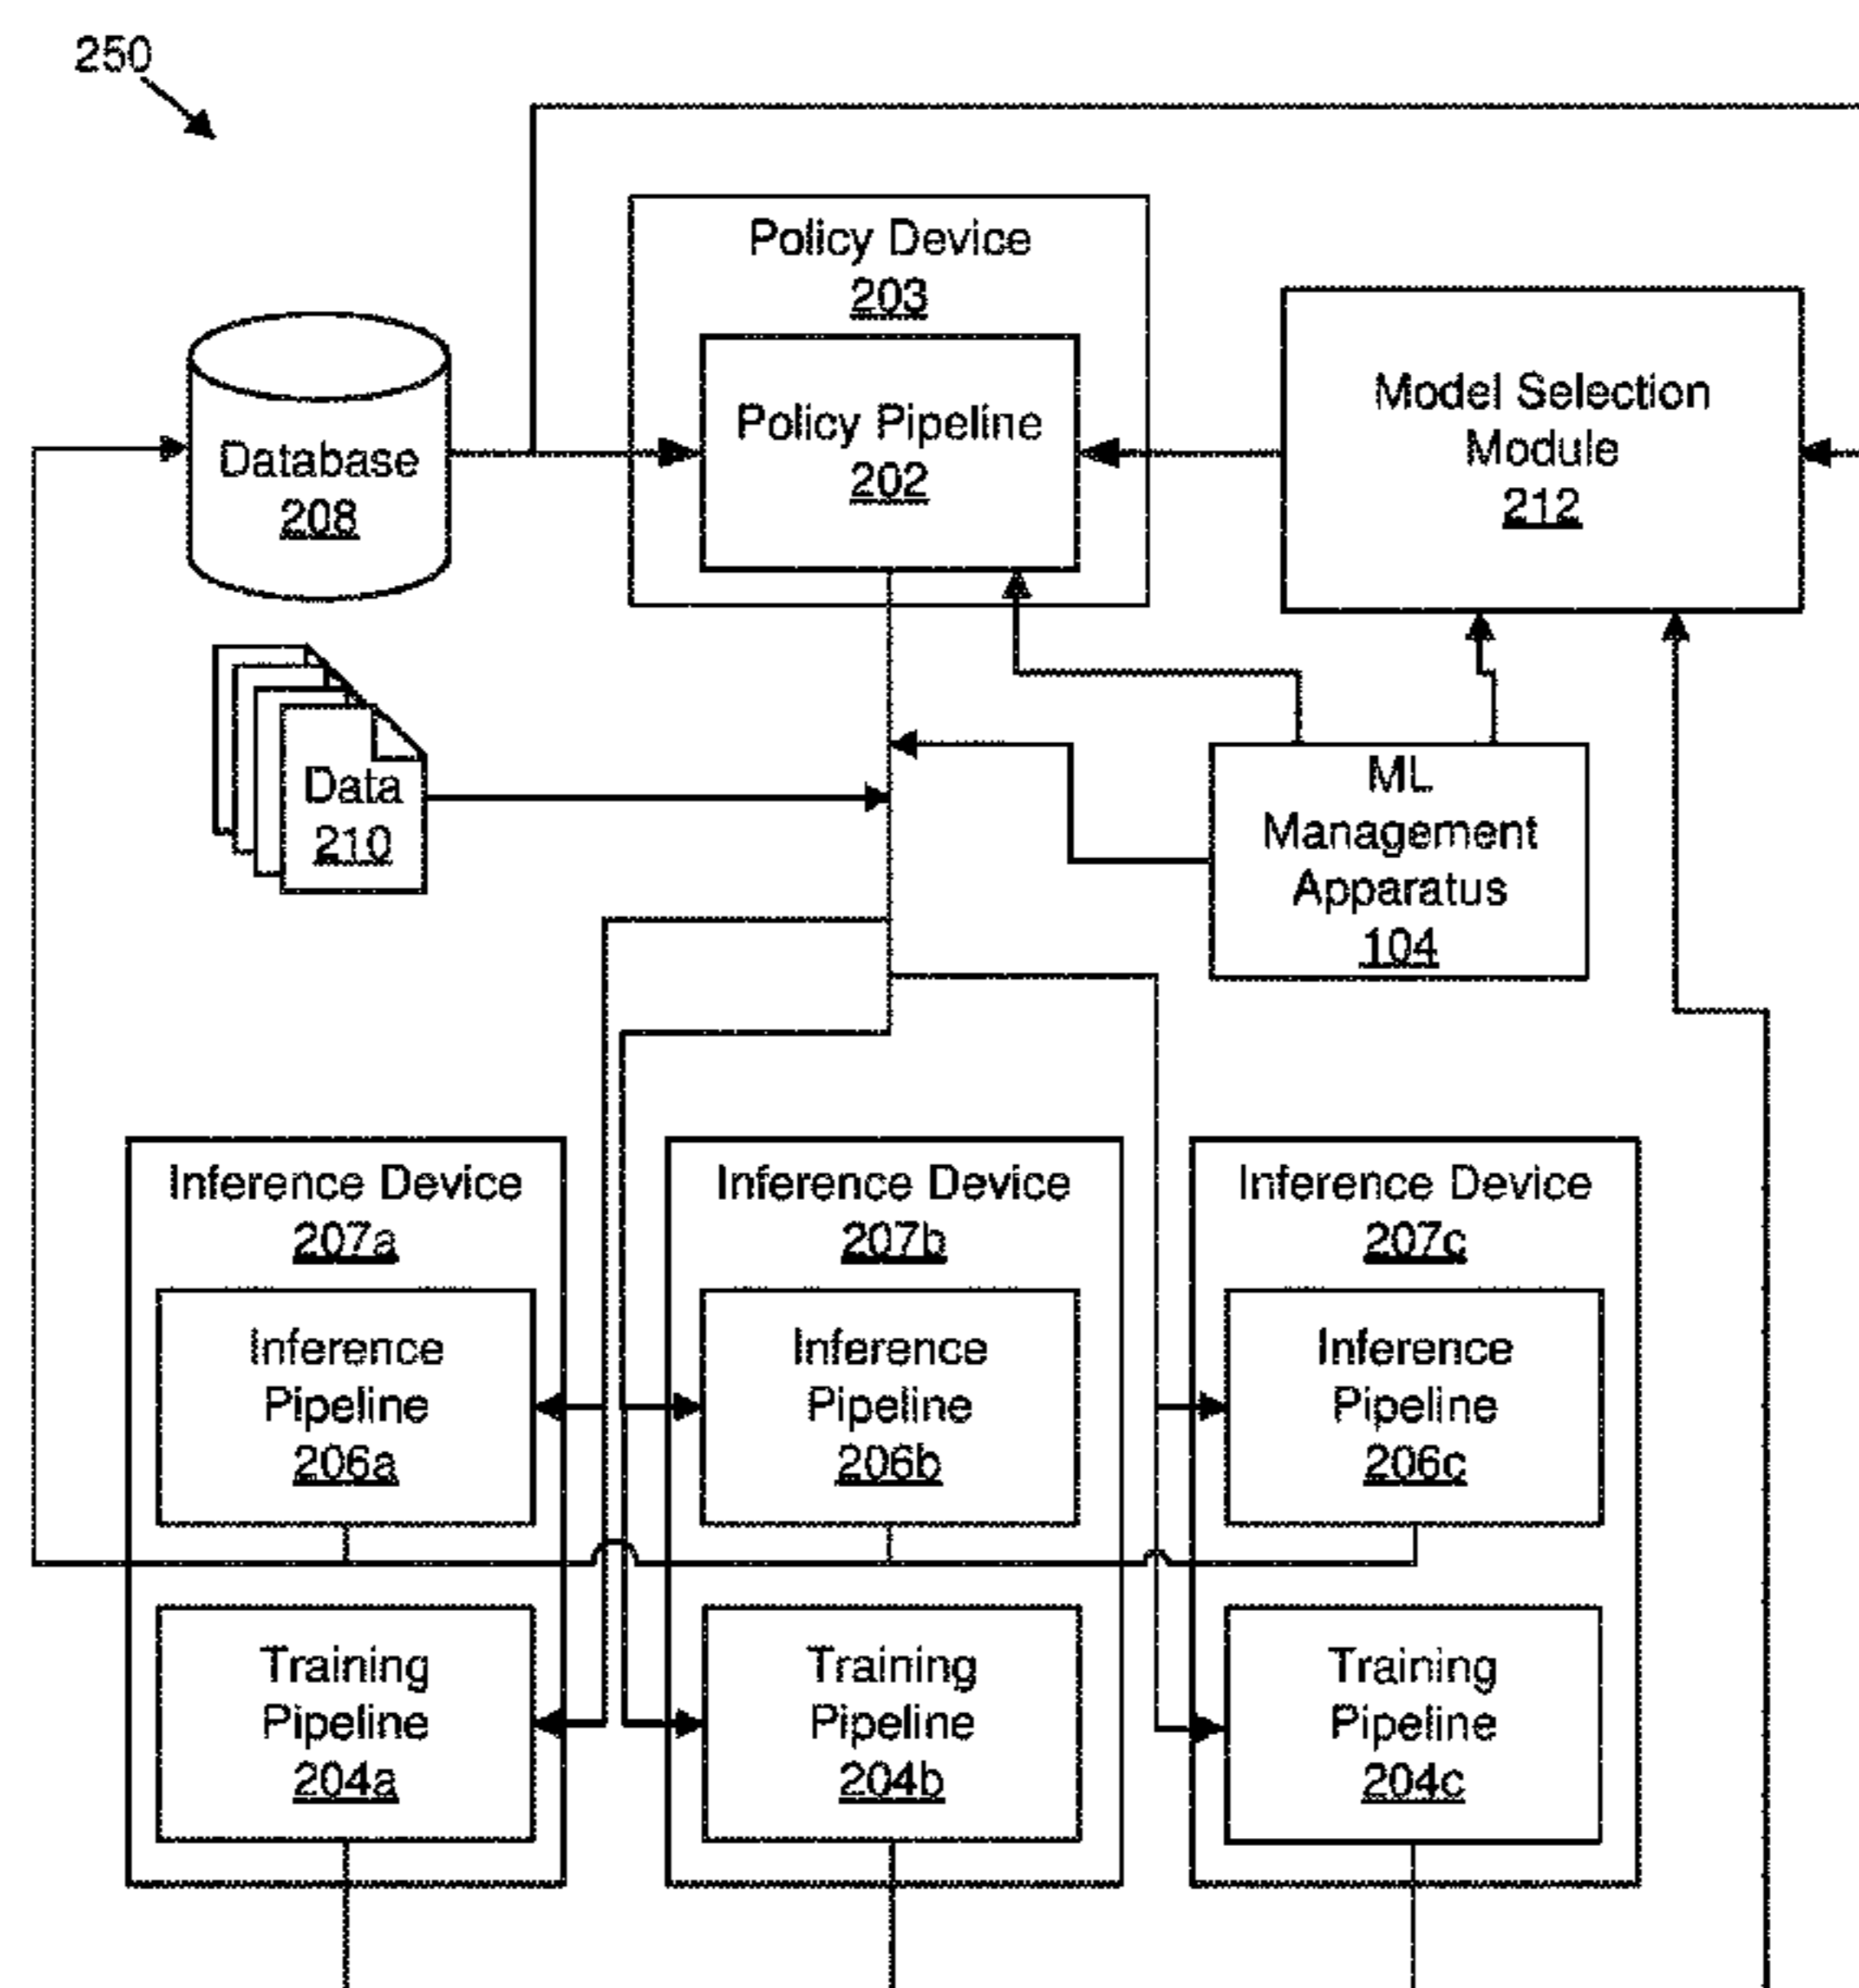 250
Policy Device
203
Policy Pipeline
202
Database
208
Model Selection
Module
212
Data
210
ML
Management
Apparatus
104
Inference Device
207a
Inference
Pipeline
206a
Training
Pipeline
204a
Inference Device
207b
Inference
Pipeline
206b
Training
Pipeline
204b
Inference Device
207c
Inference
Pipeline
206c
Training
Pipeline
204c